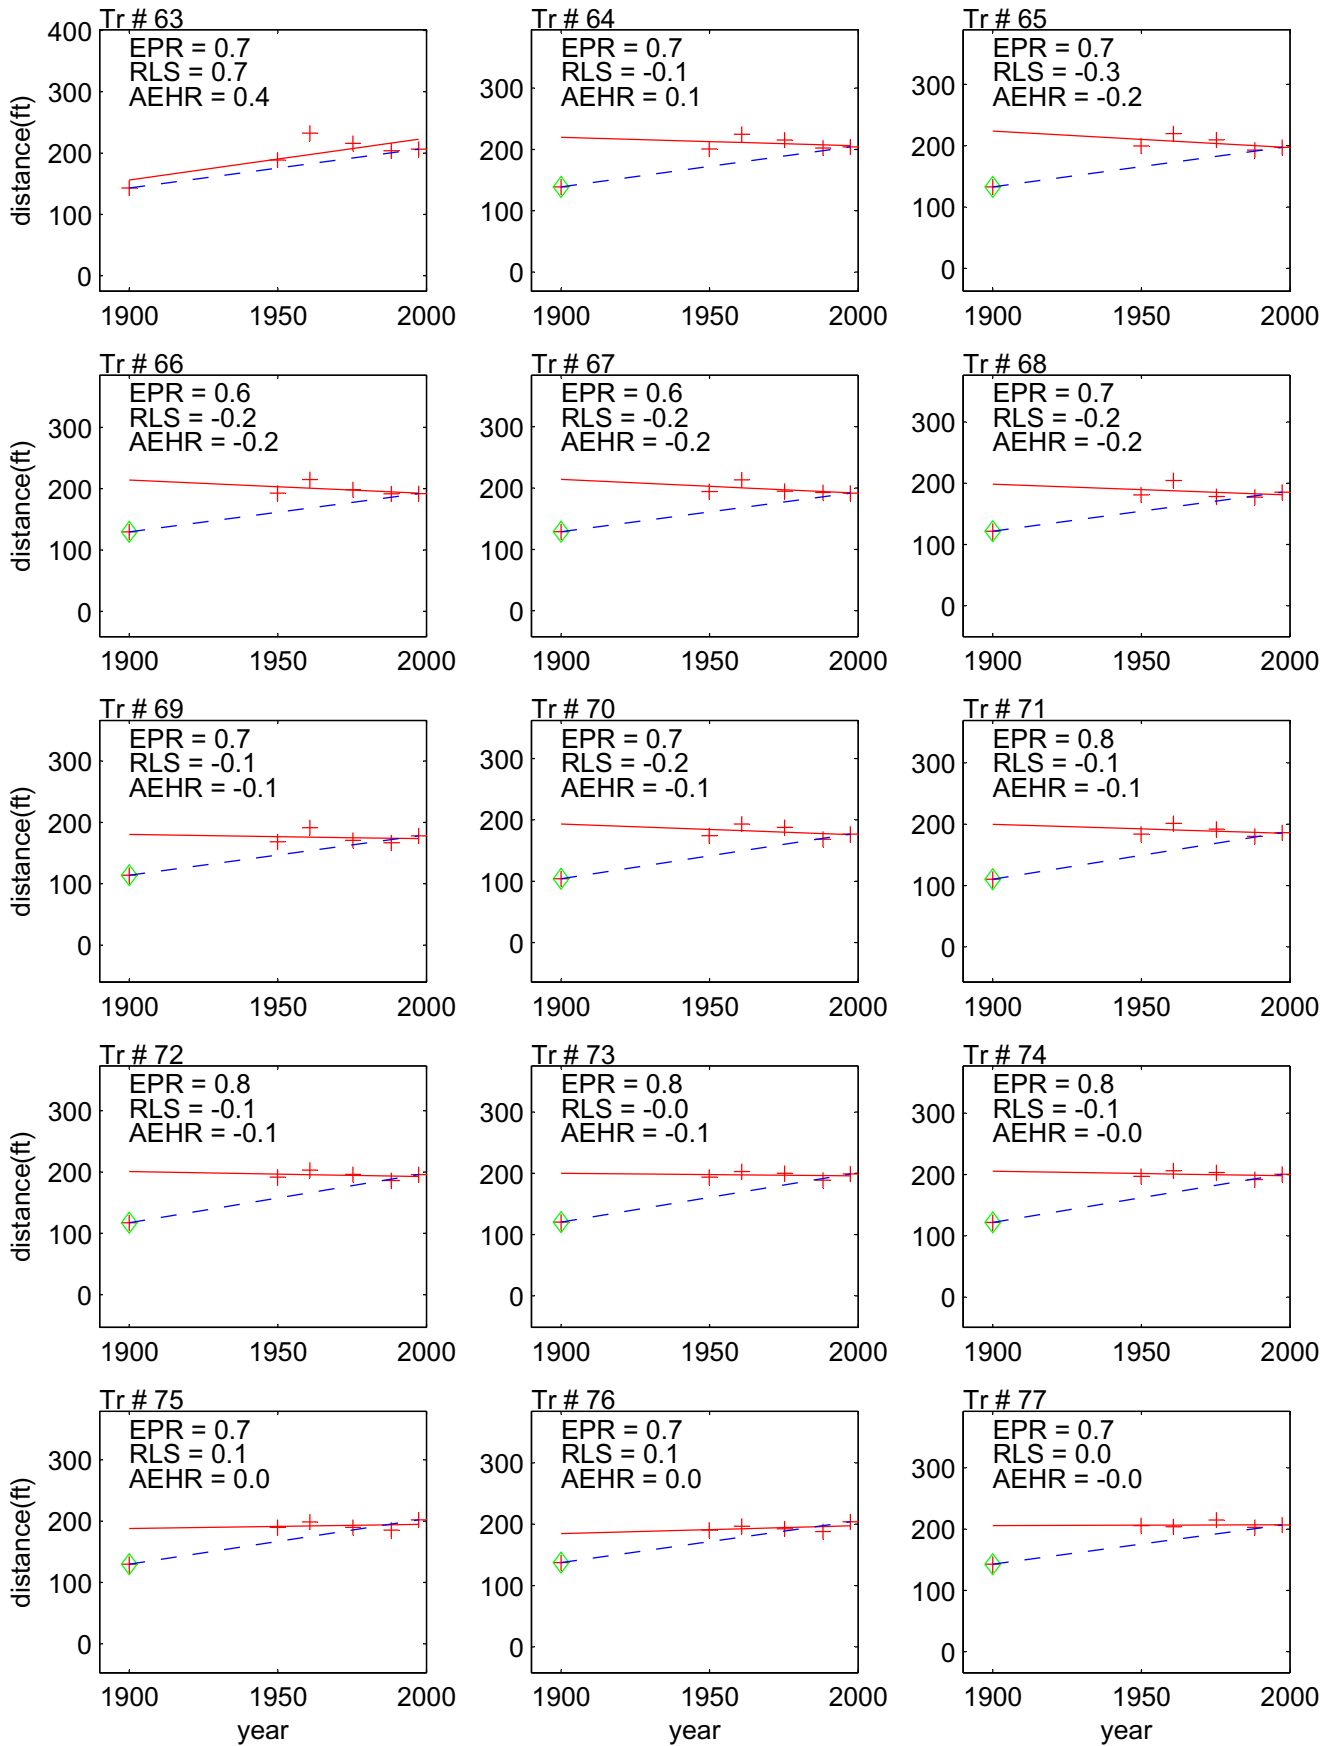 Tr # 63
EPR = 0.7
RLS = 0.7
AEHR = 0.4
400
300
200
100
0
distance(ft)
1900 1950 2000
Tr # 64
EPR = 0.7
RLS = -0.1
AEHR = 0.1
300
200
100
0
1900 1950 2000
Tr # 65
EPR = 0.7
RLS = -0.3
AEHR = -0.2
300
200
100
0
1900 1950 2000
Tr # 66
EPR = 0.6
RLS = -0.2
AEHR = -0.2
300
200
100
0
distance(ft)
1900 1950 2000
Tr # 67
EPR = 0.6
RLS = -0.2
AEHR = -0.2
300
200
100
0
1900 1950 2000
Tr # 68
EPR = 0.7
RLS = -0.2
AEHR = -0.2
300
200
100
0
1900 1950 2000
Tr # 69
EPR = 0.7
RLS = -0.1
AEHR = -0.1
300
200
100
0
distance(ft)
1900 1950 2000
Tr # 70
EPR = 0.7
RLS = -0.2
AEHR = -0.1
300
200
100
0
1900 1950 2000
Tr # 71
EPR = 0.8
RLS = -0.1
AEHR = -0.1
300
200
100
0
1900 1950 2000
Tr # 72
EPR = 0.8
RLS = -0.1
AEHR = -0.1
300
200
100
0
distance(ft)
1900 1950 2000
Tr # 73
EPR = 0.8
RLS = -0.0
AEHR = -0.1
300
200
100
0
1900 1950 2000
Tr # 74
EPR = 0.8
RLS = -0.1
AEHR = -0.0
300
200
100
0
1900 1950 2000
Tr # 75
EPR = 0.7
RLS = 0.1
AEHR = 0.0
300
200
100
0
distance(ft)
1900 1950 2000
year
Tr # 76
EPR = 0.7
RLS = 0.1
AEHR = 0.0
300
200
100
0
1900 1950 2000
year
Tr # 77
EPR = 0.7
RLS = 0.0
AEHR = -0.0
300
200
100
0
1900 1950 2000
year